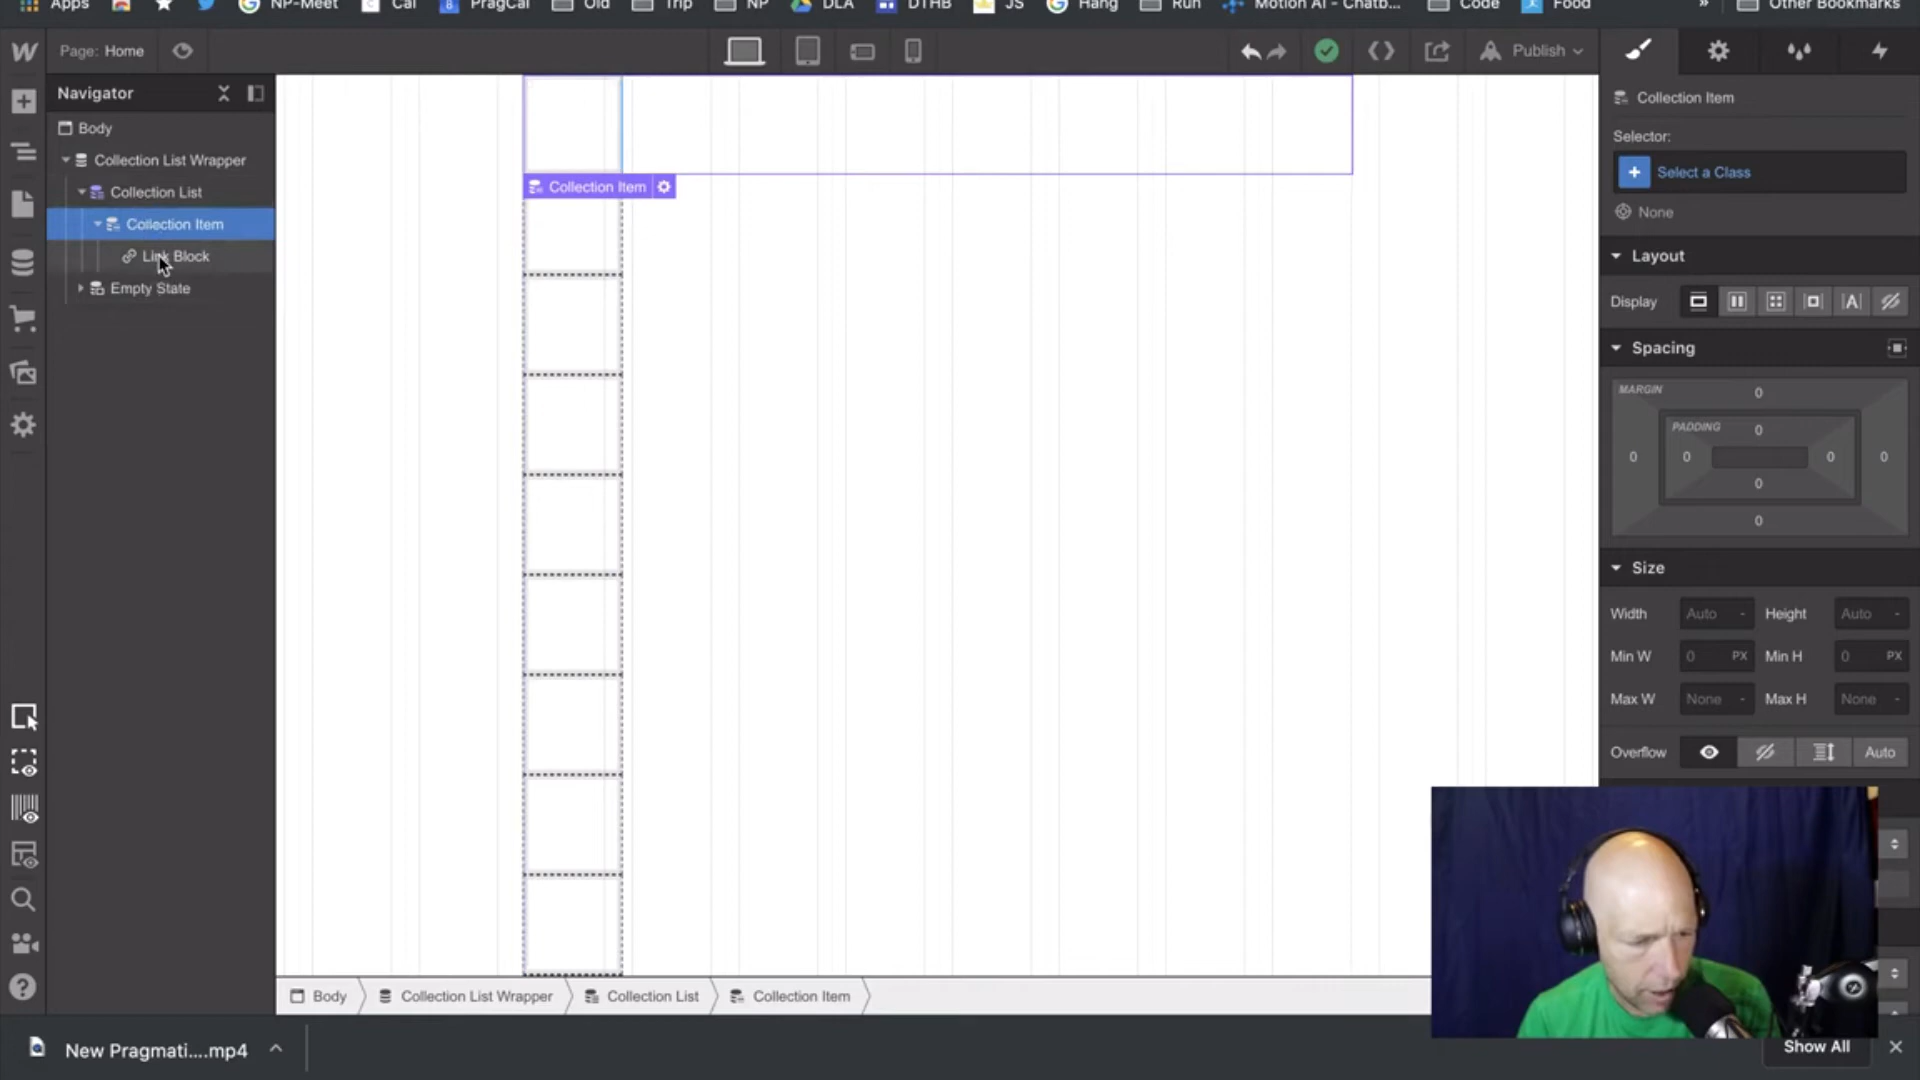 Apps
NP-Meet
Cal
PragCal
Old
Trip
NP
DLA
DTHB
JS
Hang
Run
Motion AI - Chatb...
Code
Food
»
Other Bookmarks
Page: Home
Publish
Navigator
Body
Collection List Wrapper
Collection List
Collection Item
Link Block
Empty State
Collection Item
Collection Item
Selector:
+ Select a Class
None
Layout
Display
Spacing
MARGIN
0
PADDING
0
0 0 0 0
0
0
Size
Width Auto - Height Auto -
Min W 0 PX Min H 0 PX
Max W None - Max H None -
Overflow Auto
Body Collection List Wrapper Collection List Collection Item
New Pragmati....mp4
Show All